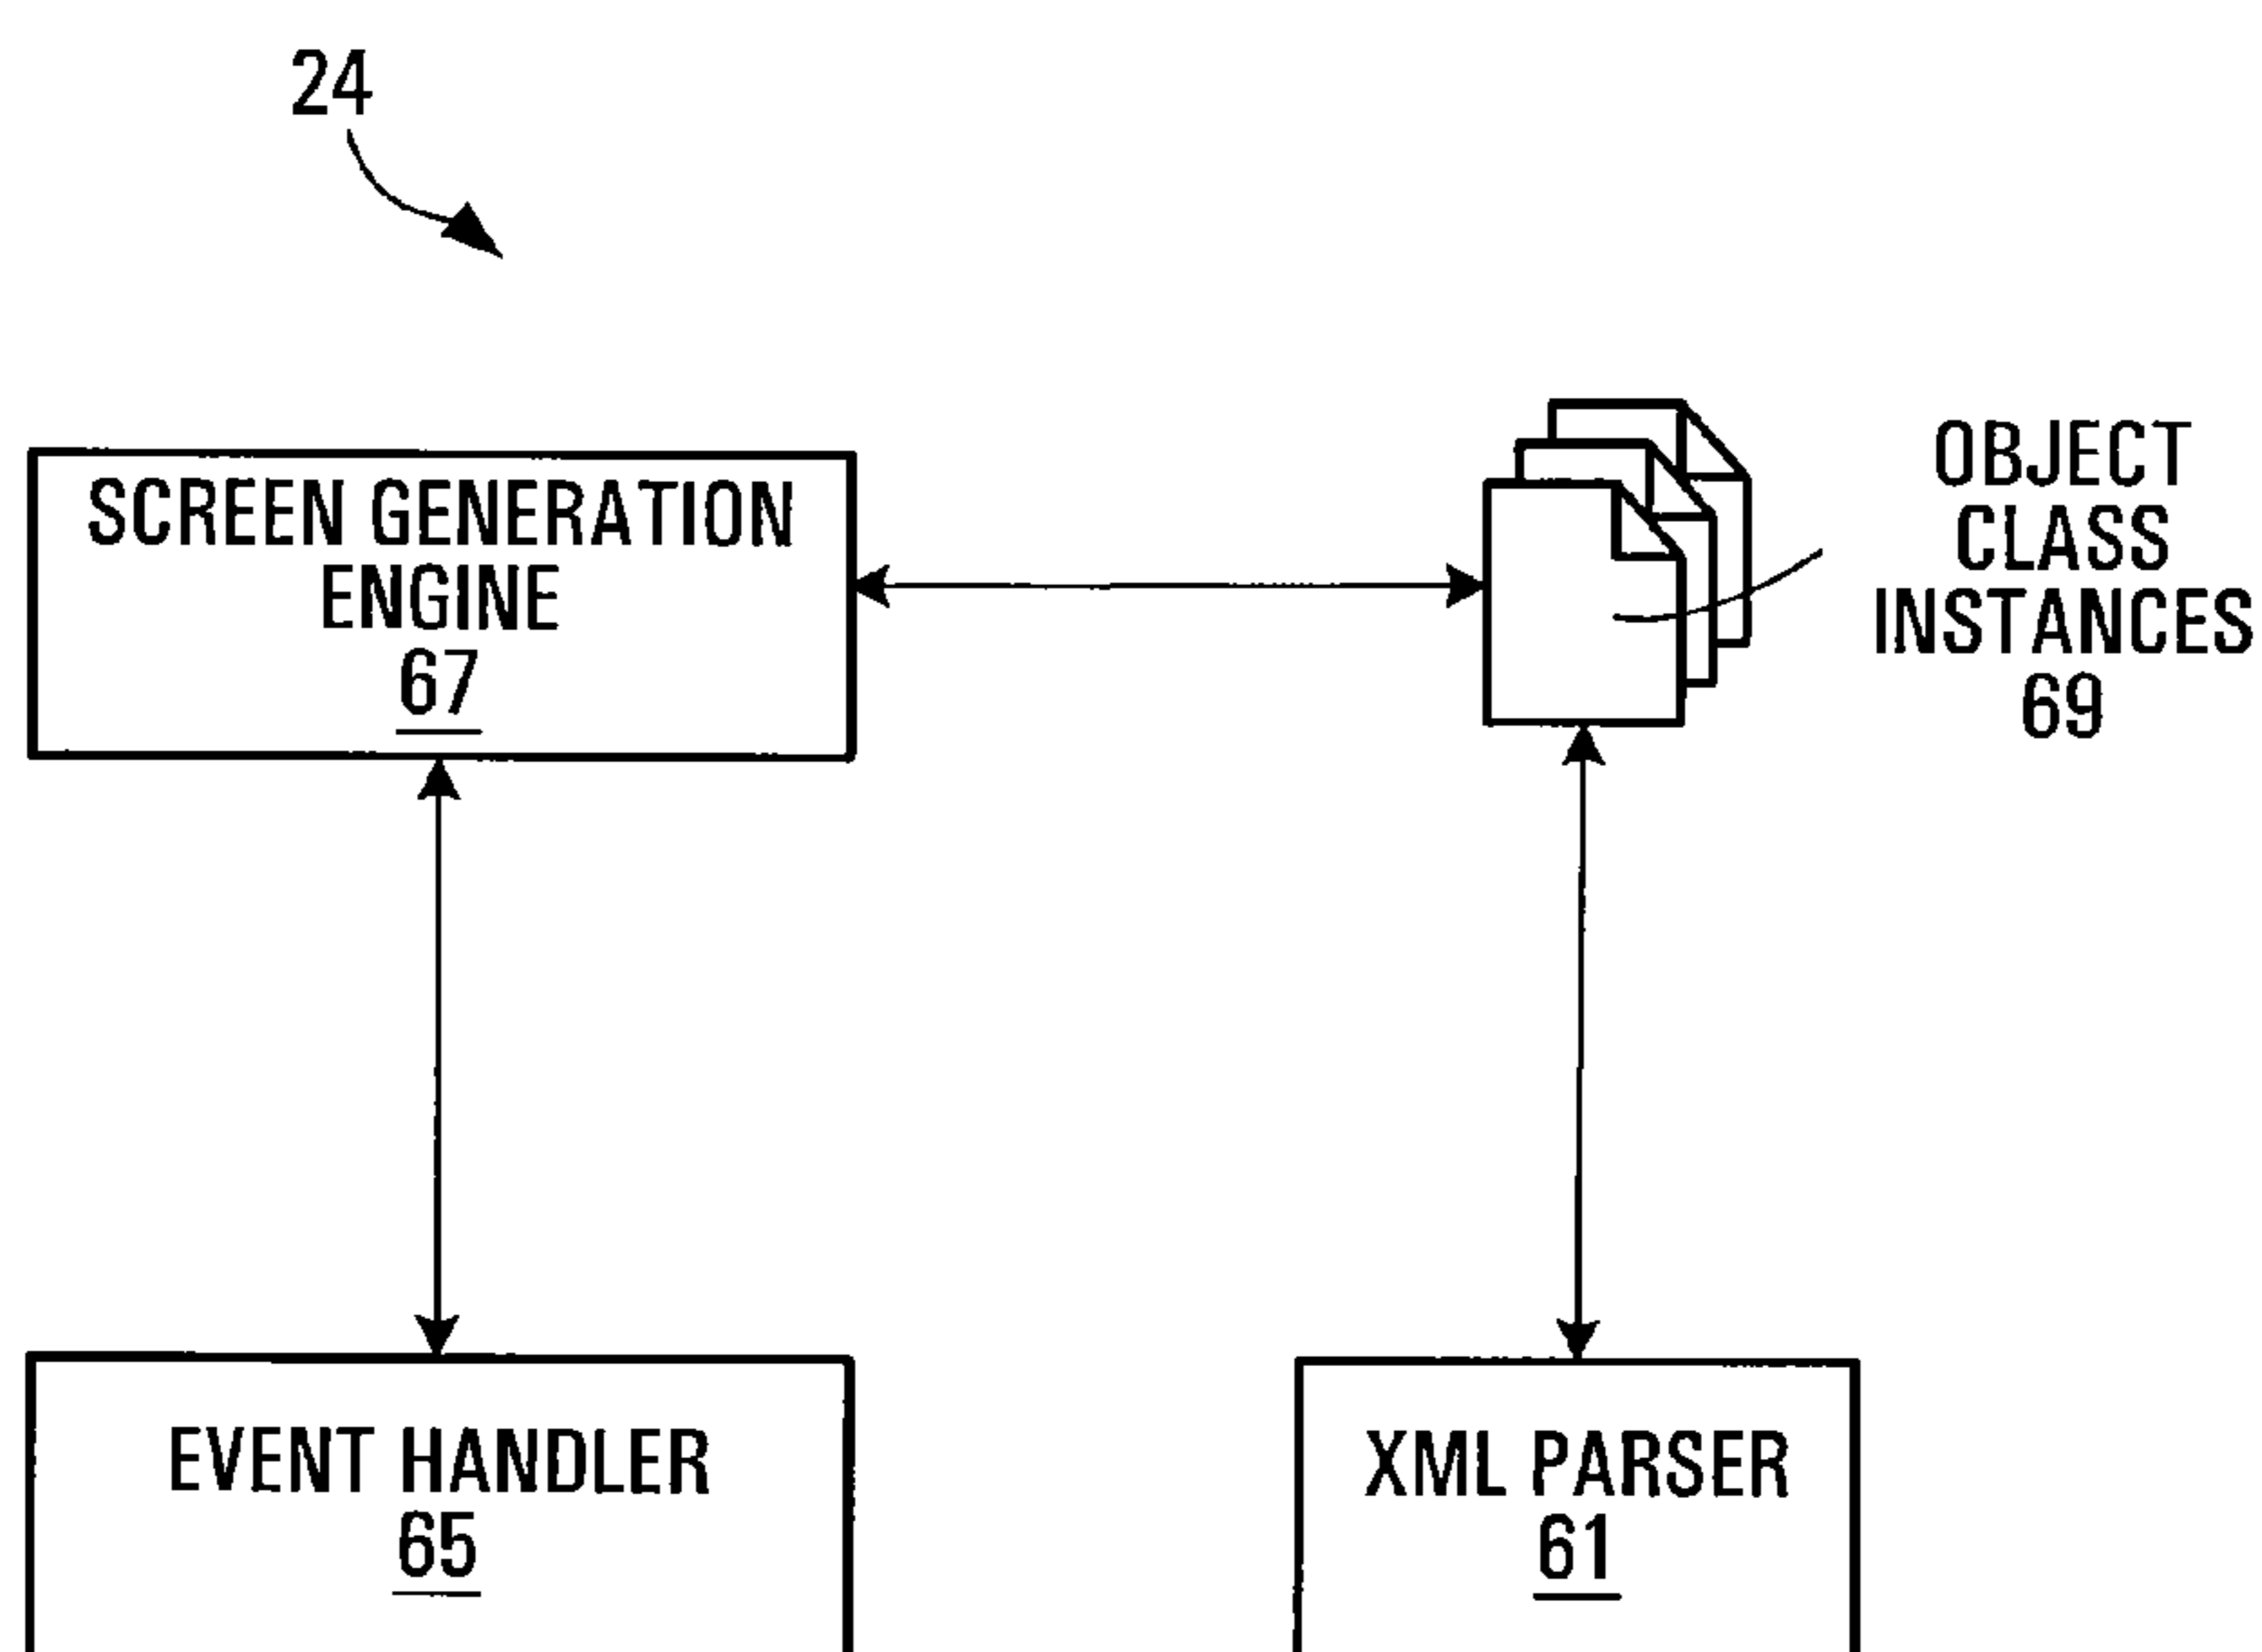 24
SCREEN GENERATION
ENGINE
67
OBJECT
CLASS
INSTANCES
69
EVENT HANDLER
65
XML PARSER
61